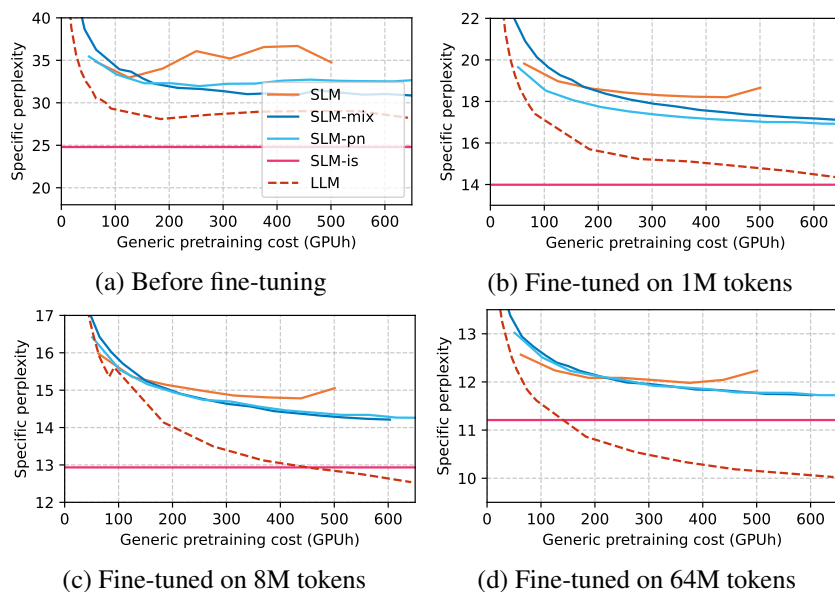 40
35
30
25
20
Specific perplexity
0 100 200 300 400 500 600
Generic pretraining cost (GPUh)
SLM
SLM-mix
SLM-pn
SLM-is
LLM
(a) Before fine-tuning
22
20
18
16
14
Specific perplexity
0 100 200 300 400 500 600
Generic pretraining cost (GPUh)
(b) Fine-tuned on 1M tokens
17
16
15
14
13
12
Specific perplexity
0 100 200 300 400 500 600
Generic pretraining cost (GPUh)
(c) Fine-tuned on 8M tokens
13
12
11
10
Specific perplexity
0 100 200 300 400 500 600
Generic pretraining cost (GPUh)
(d) Fine-tuned on 64M tokens